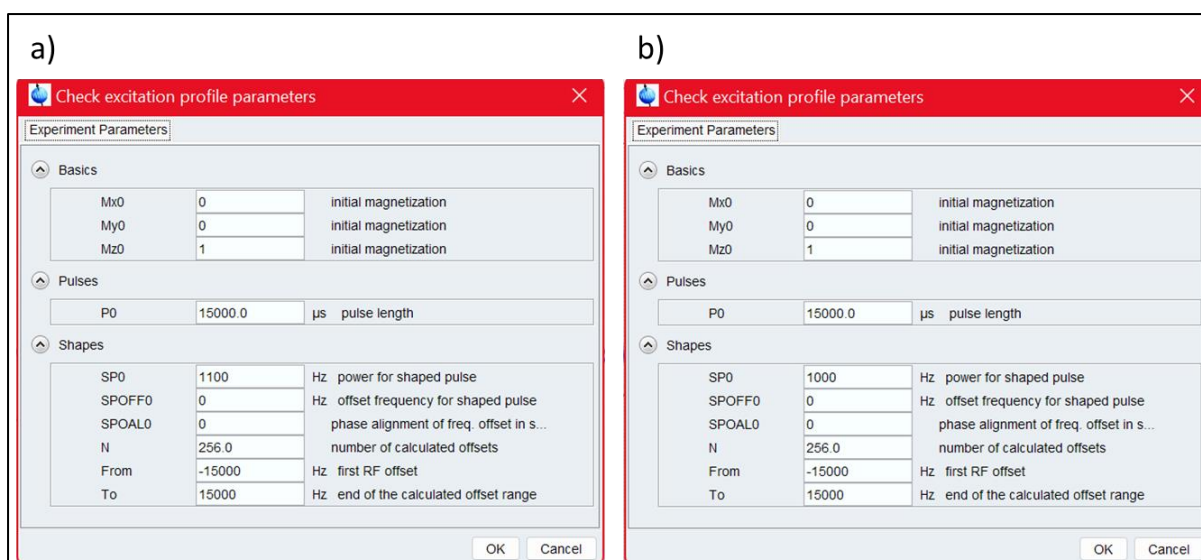 a)
Check excitation profile parameters
Experiment Parameters
Basics
Mx0 0 initial magnetization
My0 0 initial magnetization
Mz0 1 initial magnetization
Pulses
P0 15000.0 µs pulse length
Shapes
SP0 1100 Hz power for shaped pulse
SPOFF0 0 Hz offset frequency for shaped pulse
SPOAL0 0 phase alignment of freq. offset in s...
N 256.0 number of calculated offsets
From -15000 Hz first RF offset
To 15000 Hz end of the calculated offset range
OK Cancel
b)
Check excitation profile parameters
Experiment Parameters
Basics
Mx0 0 initial magnetization
My0 0 initial magnetization
Mz0 1 initial magnetization
Pulses
P0 15000.0 µs pulse length
Shapes
SP0 1000 Hz power for shaped pulse
SPOFF0 0 Hz offset frequency for shaped pulse
SPOAL0 0 phase alignment of freq. offset in s...
N 256.0 number of calculated offsets
From -15000 Hz first RF offset
To 15000 Hz end of the calculated offset range
OK Cancel